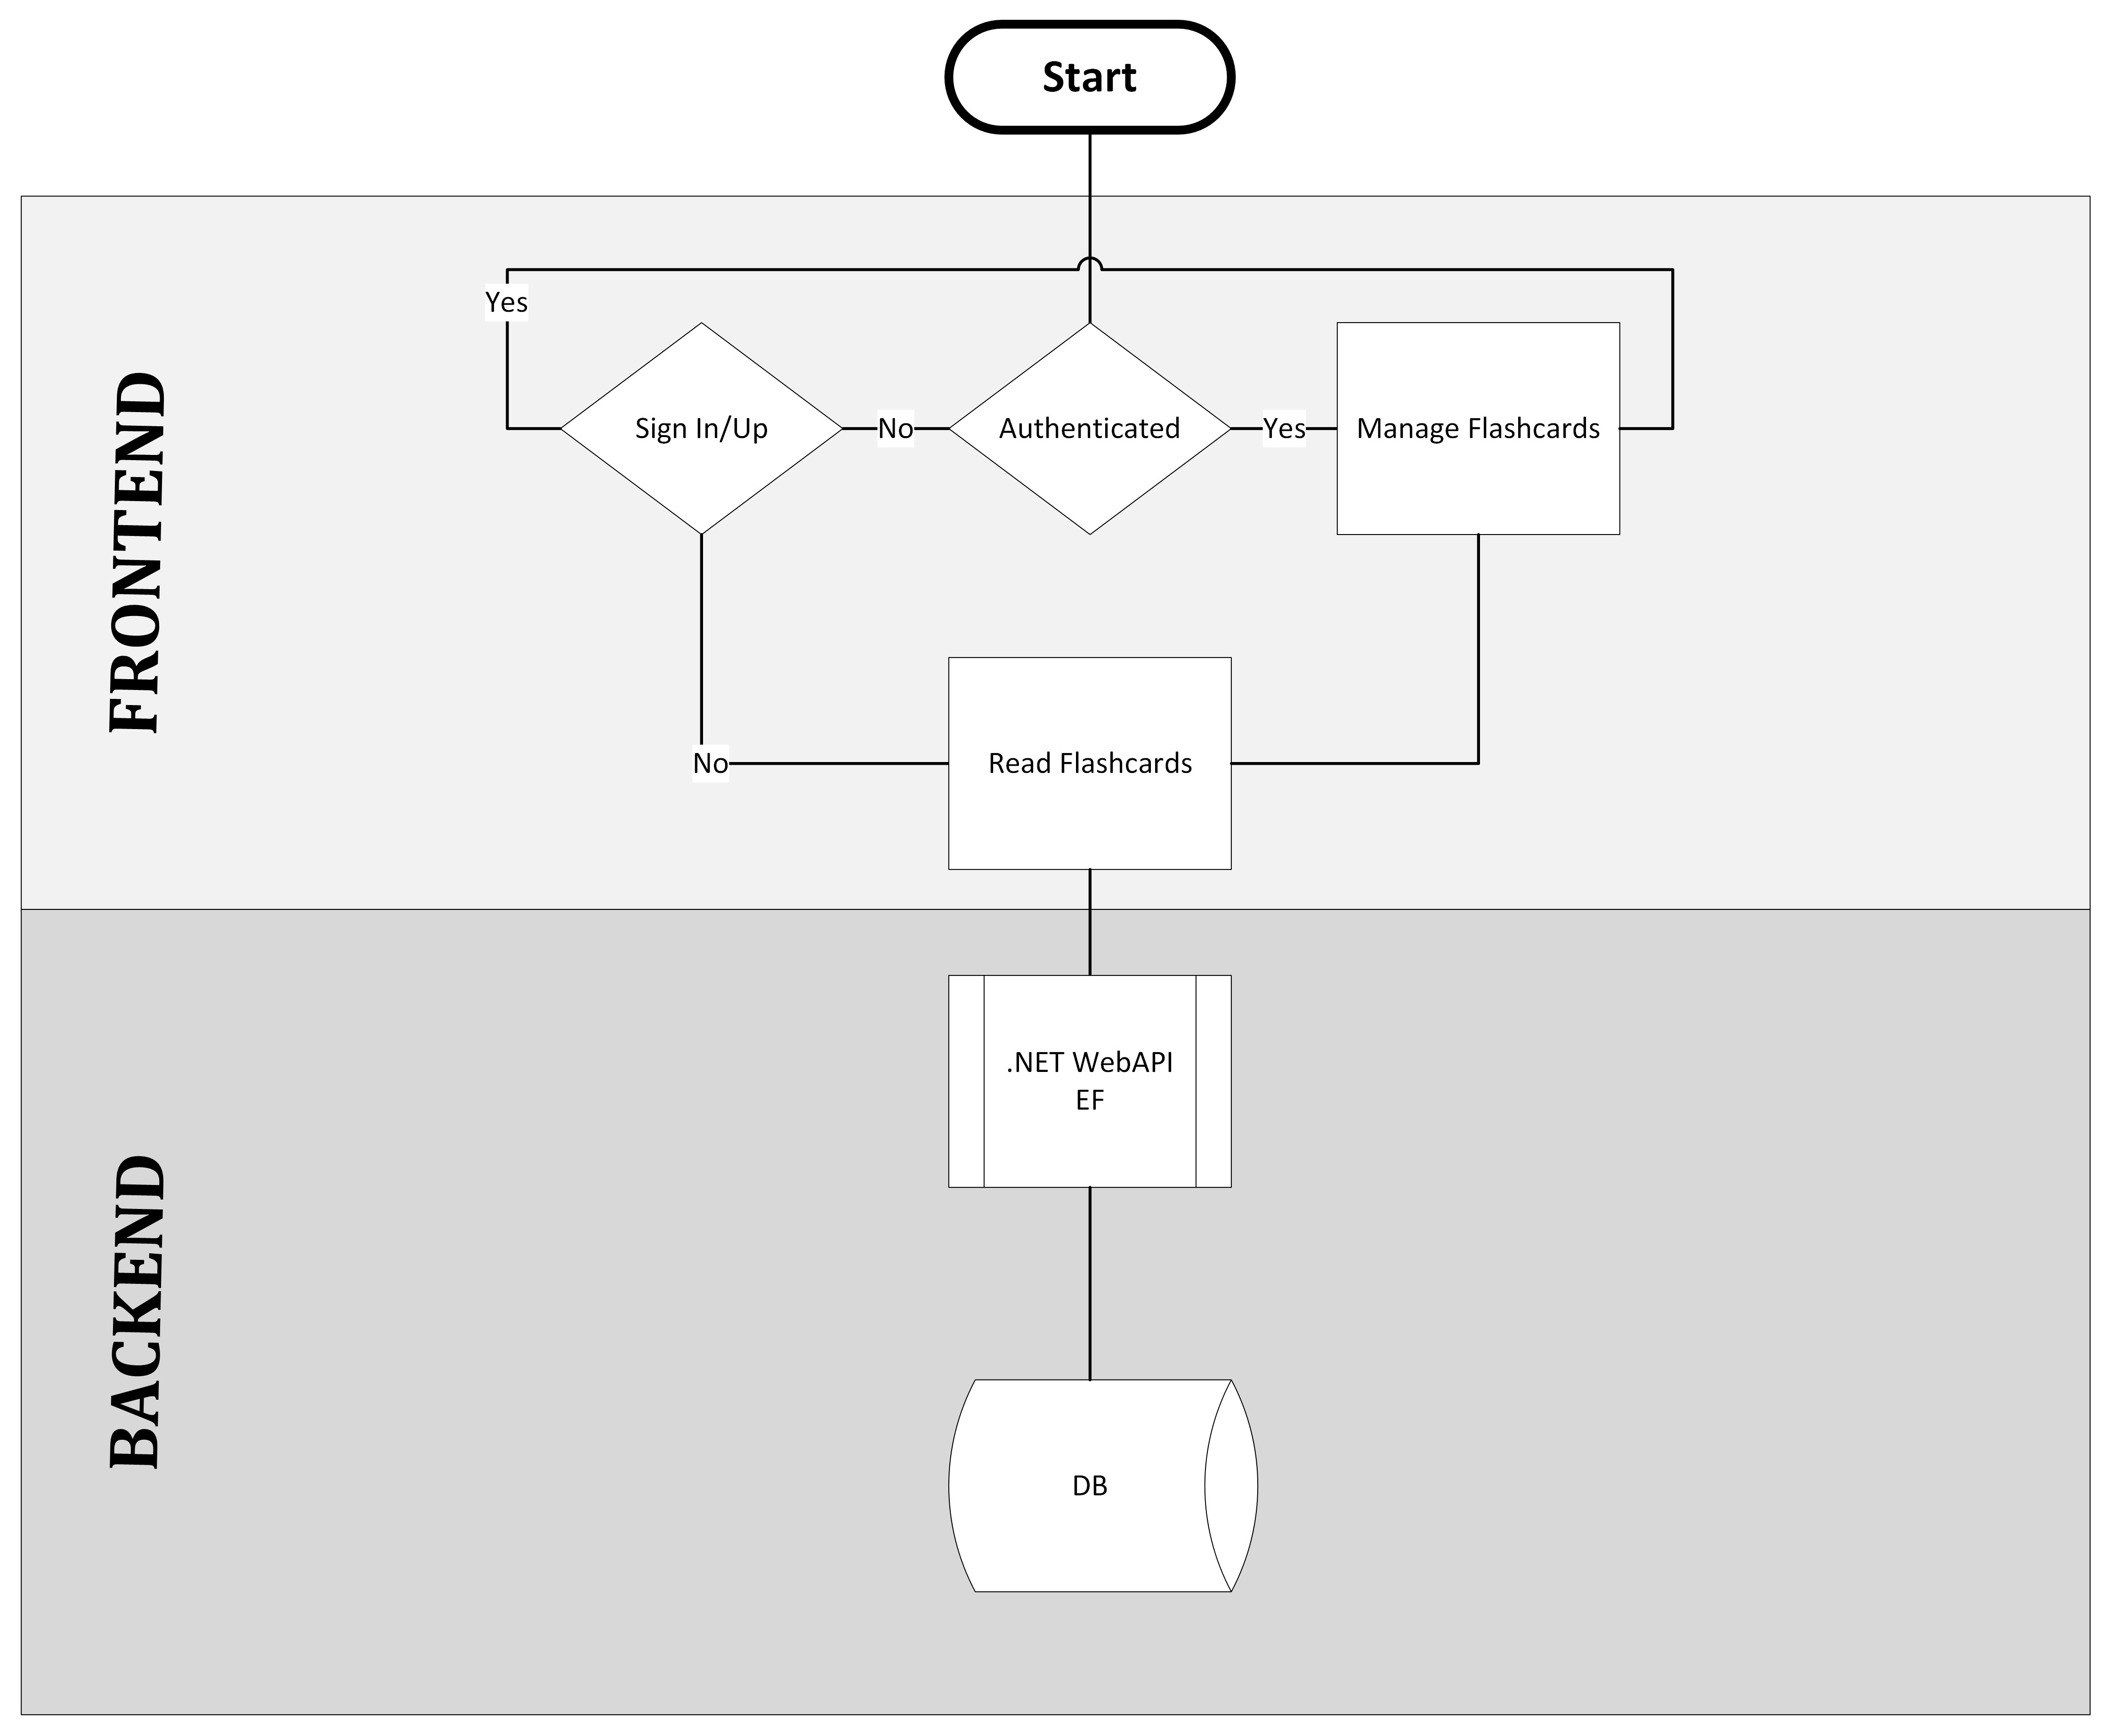 Start
FRONTEND
Yes
Sign In/Up
No
Authenticated
Yes
Manage Flashcards
No
Read Flashcards
BACKEND
.NET WebAPI
EF
DB